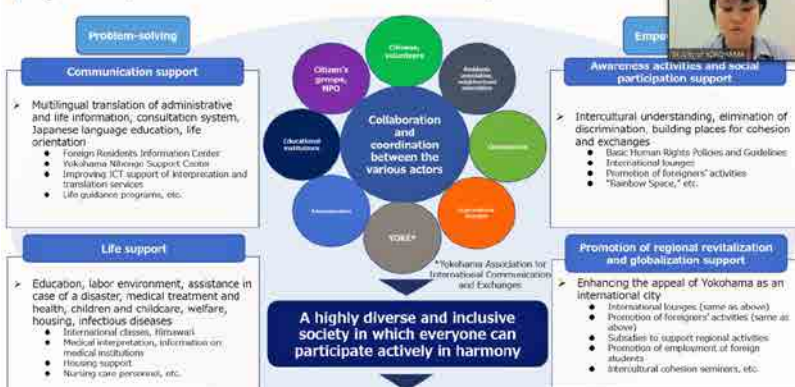 Problem-solving
Communication support
➢ Multilingual translation of administrative
and life information, consultation system,
Japanese language education, life
orientation
◆ Foreign Residents Information Center
◆ Yokohama Nihongo Support Center
◆ Improving ICT support of interpretation and
translation services
◆ Life guidance programs, etc.
Life support
➢ Education, labor environment, assistance in
case of a disaster, medical treatment and
health, children and childcare, welfare,
housing, infectious diseases
◆ International classes, Himawari
◆ Medical interpretation, information on
medical institutions
◆ Housing support
◆ Nursing care personnel, etc.
Citizens,
volunteers
Citizen's
groups,
NPO
Educational
institutions
YOKE*
Collaboration
and
coordination
between the
various actors
*Yokohama Association for
International Communication
and Exchanges
A highly diverse and inclusive
society in which everyone can
participate actively in harmony
Awareness activities and social
participation support
➢ Intercultural understanding, elimination of
discrimination, building places for cohesion
and exchanges
◆ Basic Human Rights Policies and Guidelines
◆ International lounges
◆ Promotion of foreigners' activities
◆ "Rainbow Space," etc.
Promotion of regional revitalization
and globalization support
➢ Enhancing the appeal of Yokohama as an
international city
◆ International lounges (same as above)
◆ Promotion of foreigners' activities (same as
above)
◆ Subsidies to support regional activities
◆ Promotion of employment of foreign
students
◆ Intercultural cohesion seminars, etc.